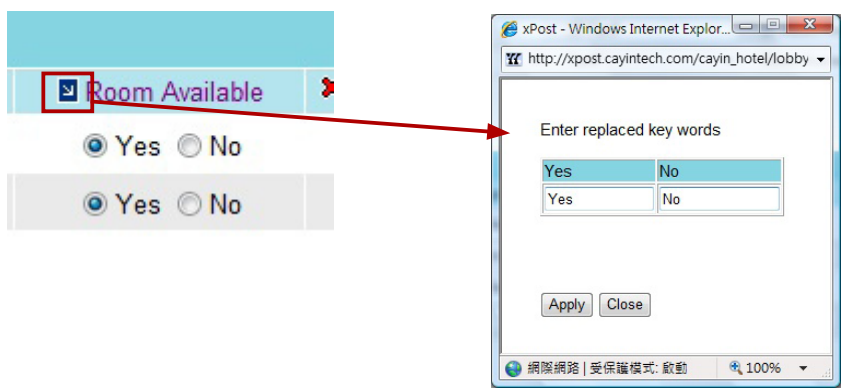 Room Available
Yes No
Yes No
xPost - Windows Internet Explor...
http://xpost.cayintech.com/cayin_hotel/lobby
Enter replaced key words
Yes No
Yes No
Apply Close
網際網路 | 受保護模式: 啟動 100%